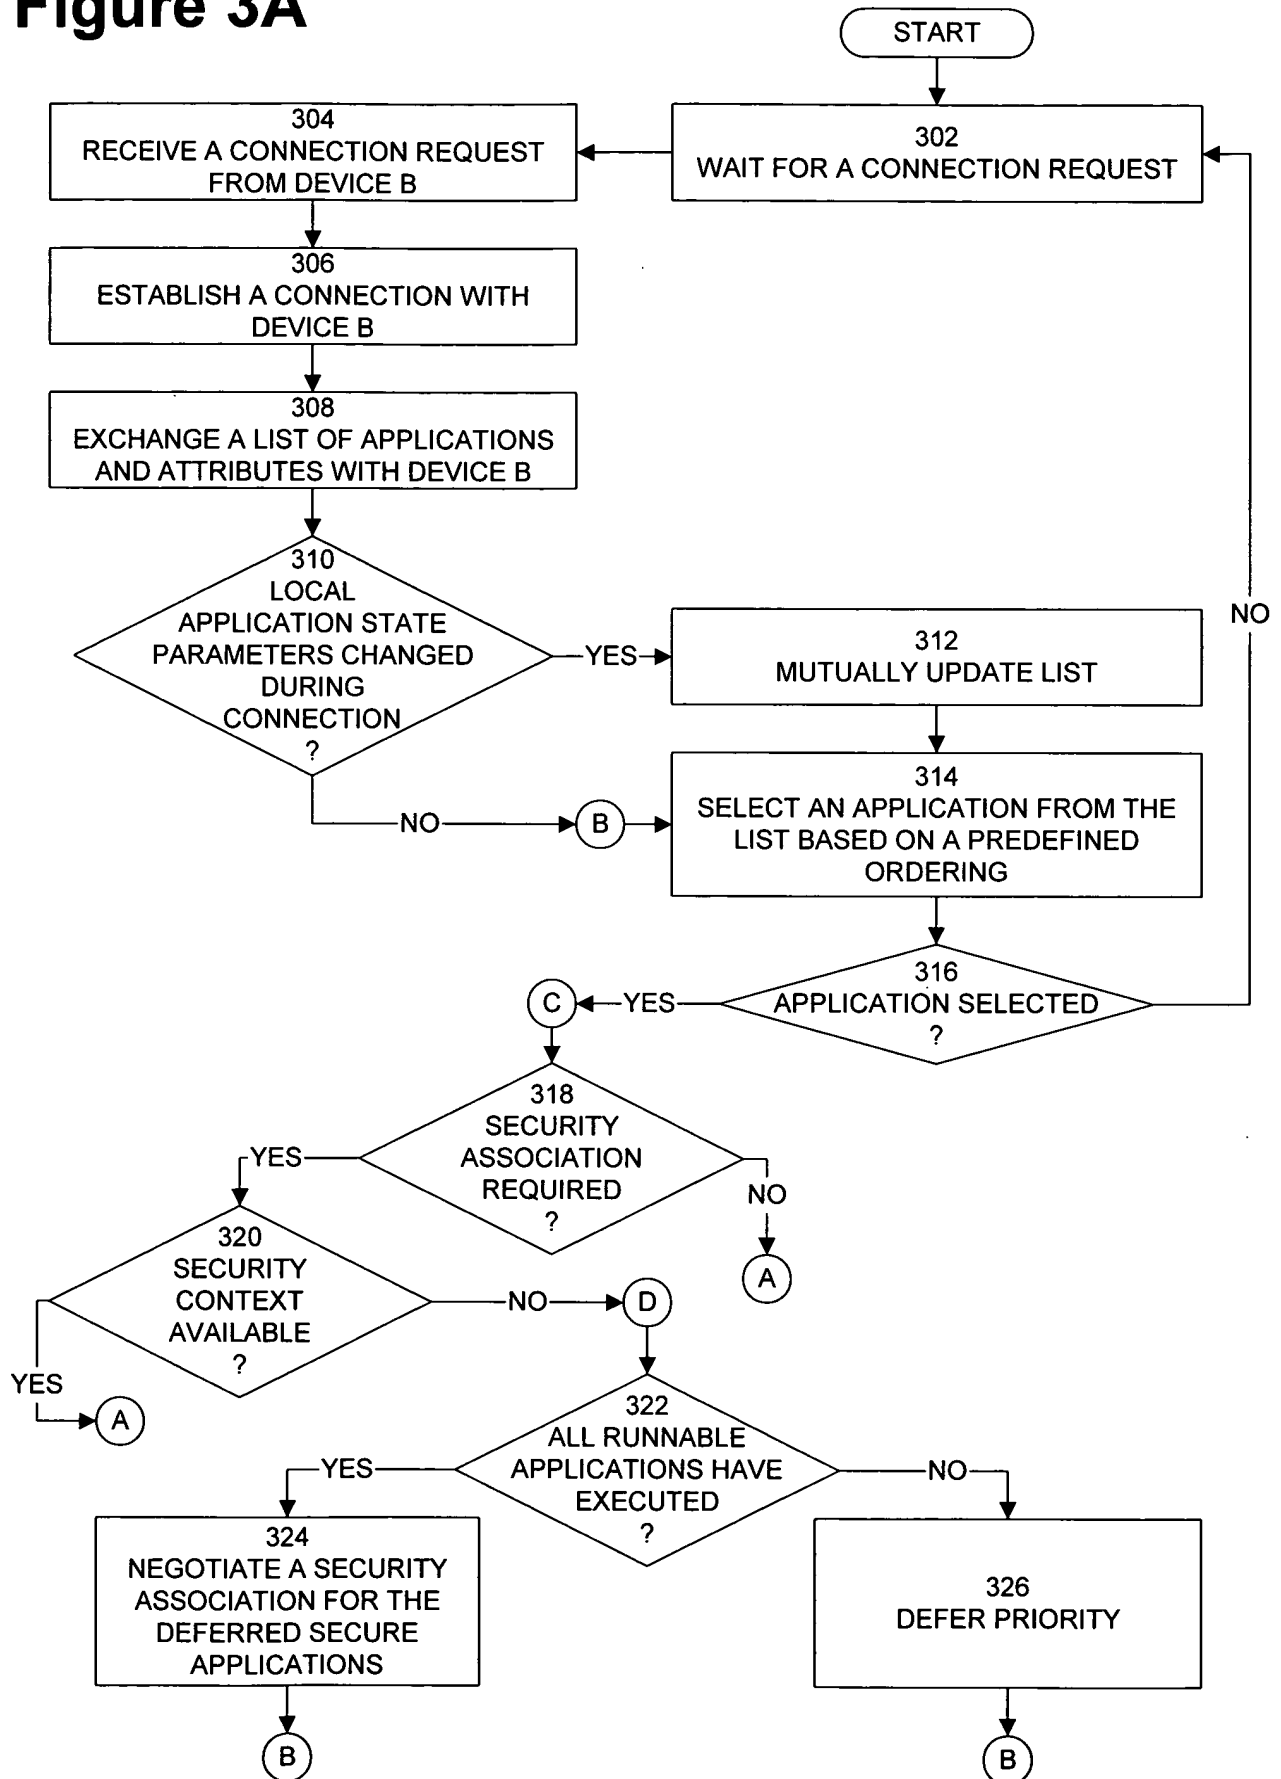 Figure 3A
START
302
WAIT FOR A CONNECTION REQUEST
304
RECEIVE A CONNECTION REQUEST
FROM DEVICE B
306
ESTABLISH A CONNECTION WITH
DEVICE B
308
EXCHANGE A LIST OF APPLICATIONS
AND ATTRIBUTES WITH DEVICE B
310
LOCAL
APPLICATION STATE
PARAMETERS CHANGED
DURING
CONNECTION
?
YES
312
MUTUALLY UPDATE LIST
NO
NO
B
314
SELECT AN APPLICATION FROM THE
LIST BASED ON A PREDEFINED
ORDERING
316
APPLICATION SELECTED
?
YES
C
318
SECURITY
ASSOCIATION
REQUIRED
?
YES
NO
A
320
SECURITY
CONTEXT
AVAILABLE
?
NO
D
YES
A
322
ALL RUNNABLE
APPLICATIONS HAVE
EXECUTED
?
YES
NO
324
NEGOTIATE A SECURITY
ASSOCIATION FOR THE
DEFERRED SECURE
APPLICATIONS
326
DEFER PRIORITY
B
B